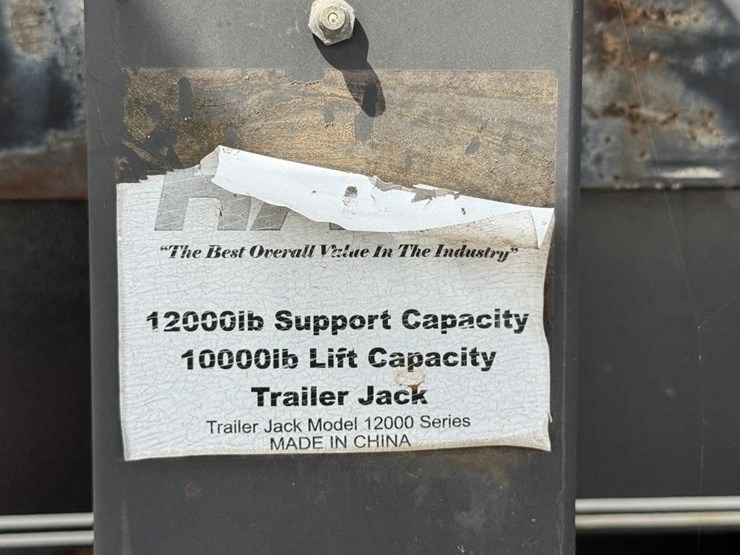 "The Best Overall Value In The Industry"
12000lb Support Capacity
10000lb Lift Capacity
Trailer Jack
Trailer Jack Model 12000 Series
MADE IN CHINA